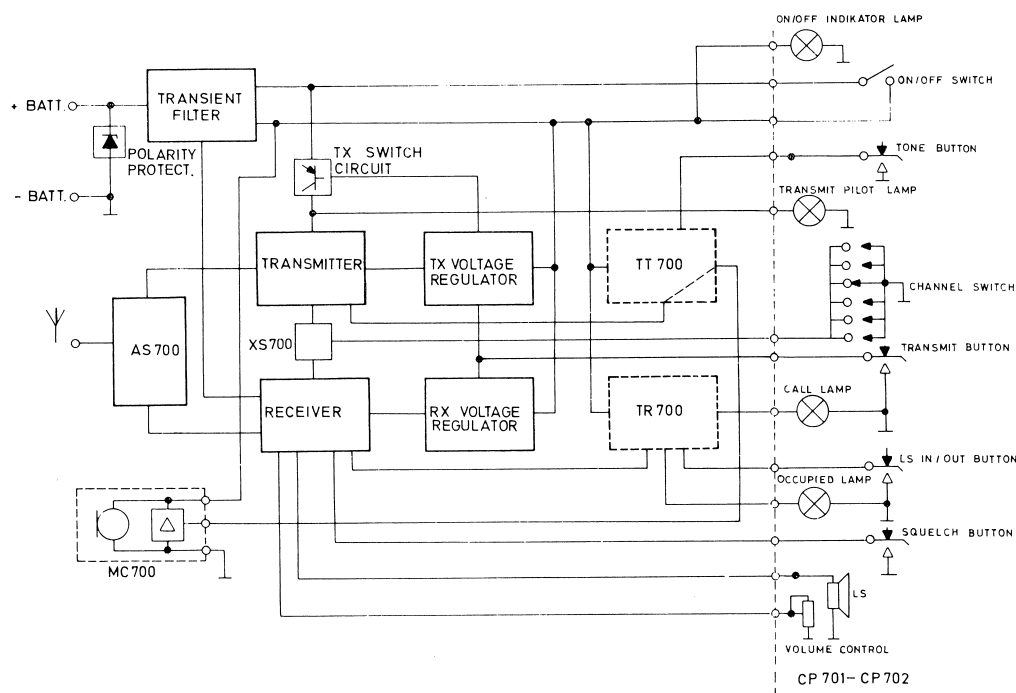 ON/OFF INDIKATOR LAMP
ON/OFF SWITCH
+ BATT.
TRANSIENT
FILTER
POLARITY
PROTECT.
TX SWITCH
CIRCUIT
TONE BUTTON
- BATT.
TRANSMIT PILOT LAMP
TRANSMITTER
TX VOLTAGE
REGULATOR
TT 700
CHANNEL SWITCH
AS 700
XS700
TRANSMIT BUTTON
CALL LAMP
RECEIVER
RX VOLTAGE
REGULATOR
TR 700
LS IN/OUT BUTTON
OCCUPIED LAMP
SQUELCH BUTTON
MC700
LS
VOLUME CONTROL
CP 701-CP 702